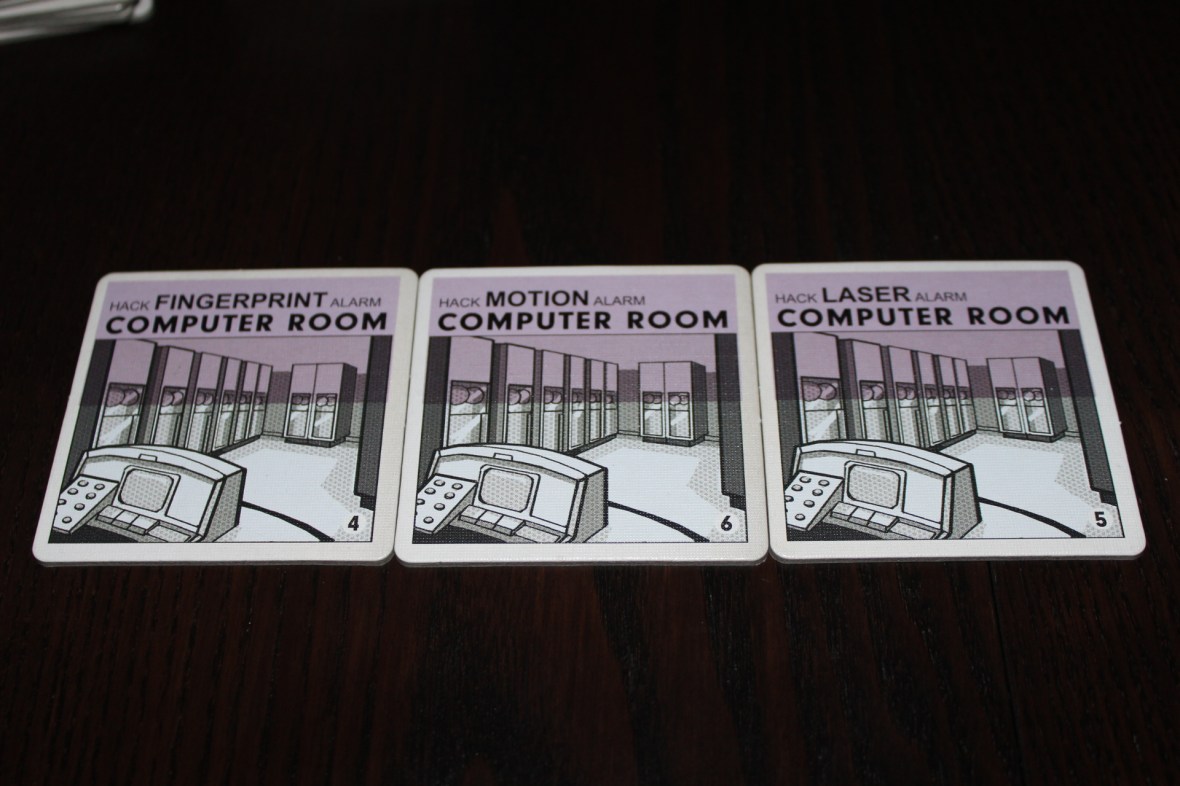 HACK FINGERPRINT ALARM
COMPUTER ROOM
4
HACK MOTION ALARM
COMPUTER ROOM
6
HACK LASER ALARM
COMPUTER ROOM
5